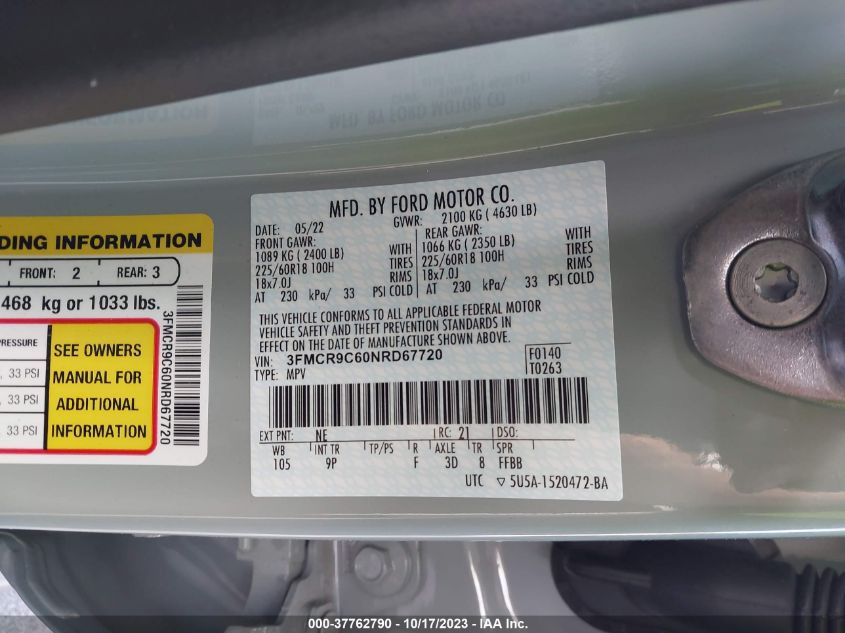 MFD. BY FORD MOTOR CO.
DATE: 05/22 GVWR: 2100 KG ( 4630 LB)
FRONT GAWR: REAR GAWR:
1089 KG ( 2400 LB) WITH 1066 KG ( 2350 LB) WITH
225/60R18 100H TIRES 225/60R18 100H TIRES
18x7.0J RIMS 18x7.0J RIMS
AT 230 kPa/ 33 PSI COLD AT 230 kPa/ 33 PSI COLD
THIS VEHICLE CONFORMS TO ALL APPLICABLE FEDERAL MOTOR
VEHICLE SAFETY AND THEFT PREVENTION STANDARDS IN
EFFECT ON THE DATE OF MANUFACTURE SHOWN ABOVE.
VIN: 3FMCR9C60NRD67720 F0140
TYPE: MPV T0263
EXT PNT: NE RC: 21 DSO:
WB INT TR TP/PS R AXLE TR SPR
105 9P F 3D 8 FFBB
UTC ▽ 5U5A-1520472-BA
DING INFORMATION
FRONT: 2 REAR: 3
468 kg or 1033 lbs.
PRESSURE
, 33 PSI
, 33 PSI
, 33 PSI
SEE OWNERS
MANUAL FOR
ADDITIONAL
INFORMATION
3FMCR9C60NRD67720
000-37762790 - 10/17/2023 - IAA Inc.